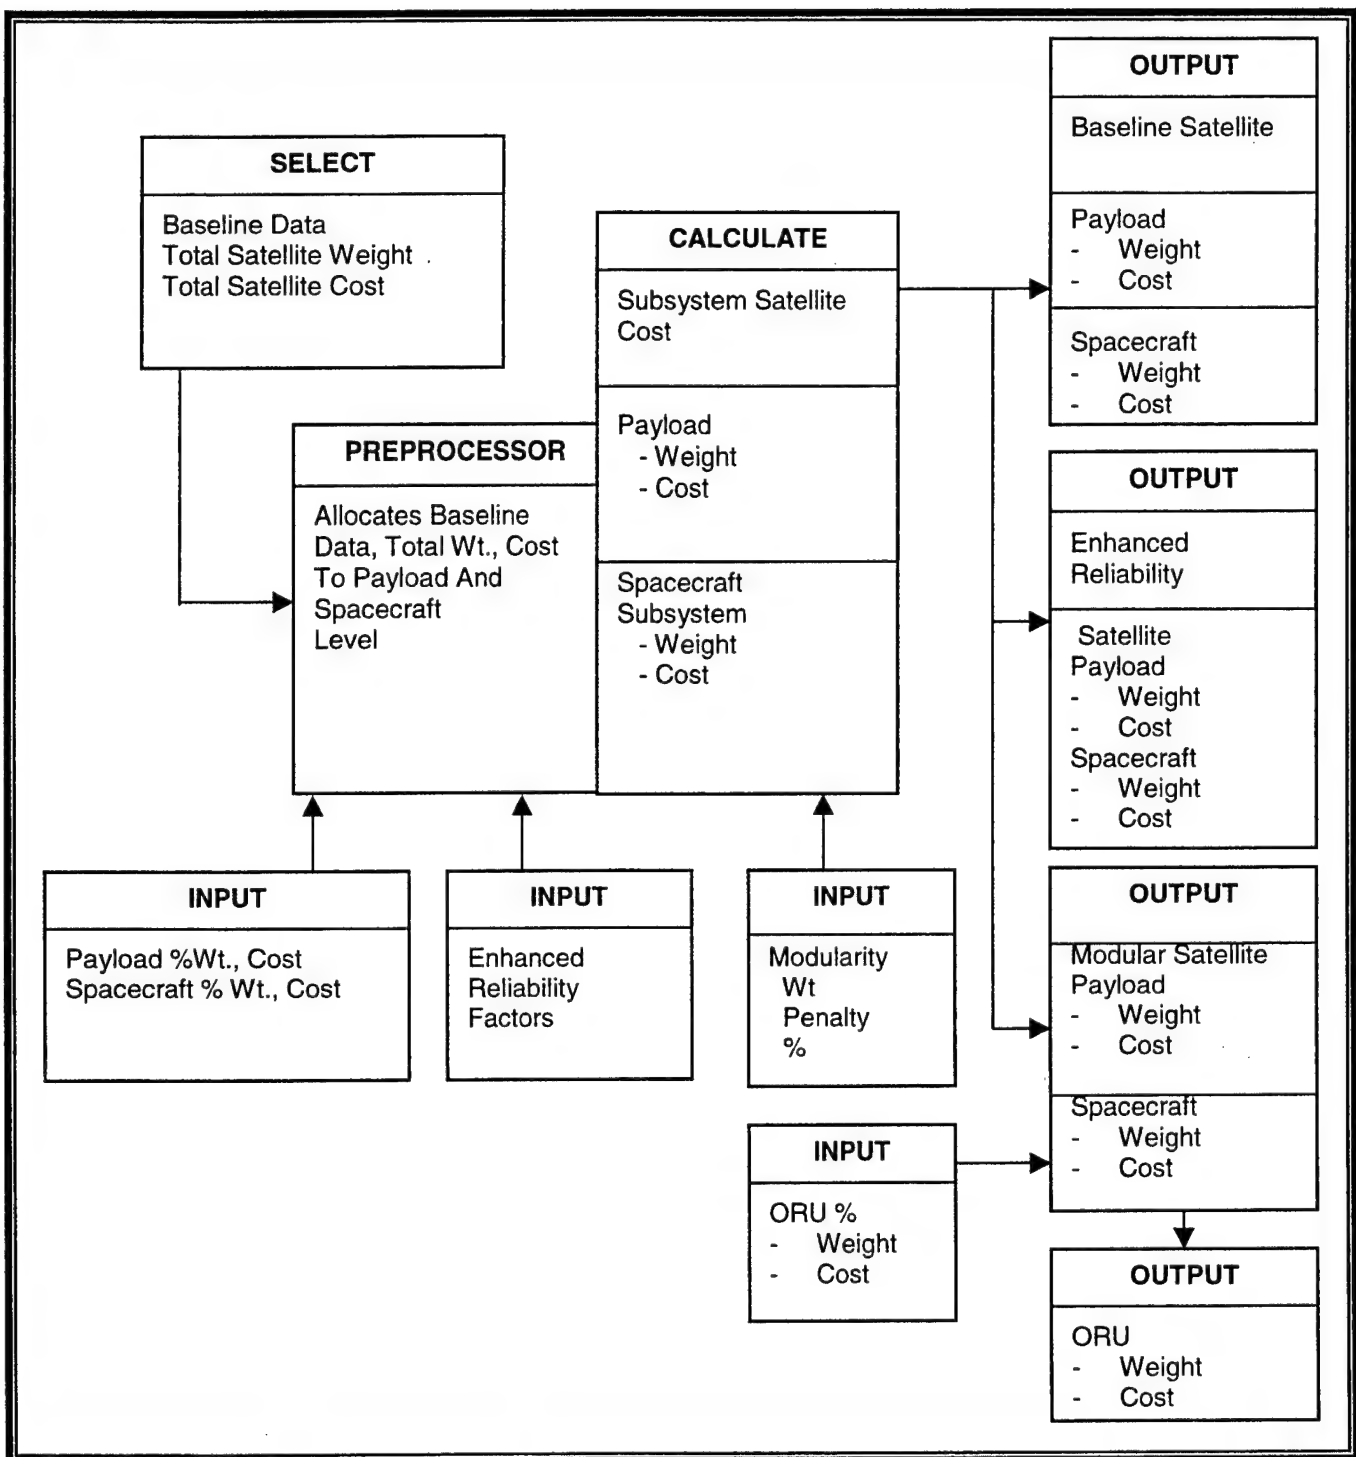 SELECT
Baseline Data
Total Satellite Weight
Total Satellite Cost
PREPROCESSOR
Allocates Baseline
Data, Total Wt., Cost
To Payload And
Spacecraft
Level
CALCULATE
Subsystem Satellite
Cost
Payload
- Weight
- Cost
Spacecraft
Subsystem
- Weight
- Cost
INPUT
Payload %Wt., Cost
Spacecraft % Wt., Cost
INPUT
Enhanced
Reliability
Factors
INPUT
Modularity
Wt
Penalty
%
INPUT
ORU %
- Weight
- Cost
OUTPUT
Baseline Satellite
Payload
- Weight
- Cost
Spacecraft
- Weight
- Cost
OUTPUT
Enhanced
Reliability
Satellite
Payload
- Weight
- Cost
Spacecraft
- Weight
- Cost
OUTPUT
Modular Satellite
Payload
- Weight
- Cost
Spacecraft
- Weight
- Cost
OUTPUT
ORU
- Weight
- Cost